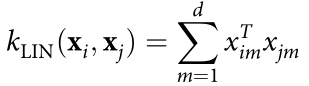 k_LIN(𝐱_i, 𝐱_j) = ∑_{m=1}^{d} x_{im}^T x_{jm}